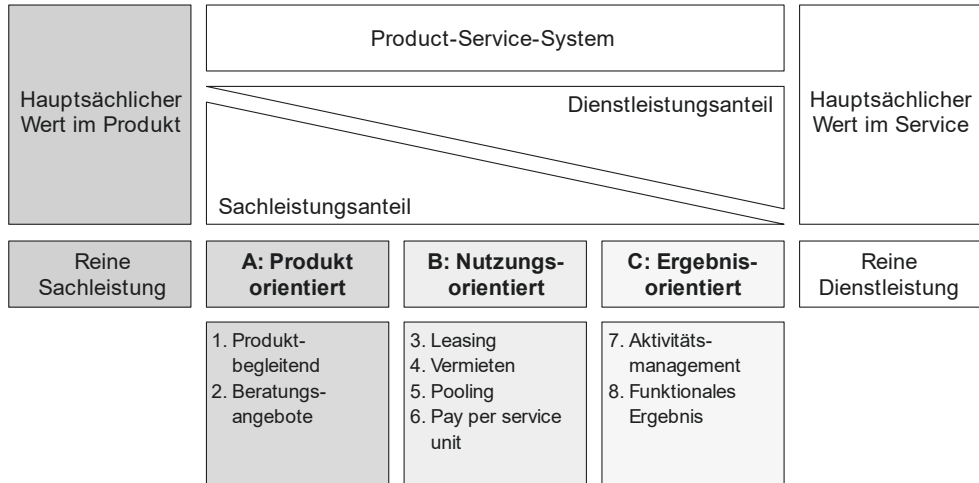 Product-Service-System
Hauptsächlicher
Wert im Produkt
Dienstleistungsanteil
Sachleistungsanteil
Hauptsächlicher
Wert im Service
Reine
Sachleistung
A: Produkt
orientiert
B: Nutzungs-
orientiert
C: Ergebnis-
orientiert
Reine
Dienstleistung
1. Produkt-
begleitend
2. Beratungs-
angebote
3. Leasing
4. Vermieten
5. Pooling
6. Pay per service
unit
7. Aktivitäts-
management
8. Funktionales
Ergebnis